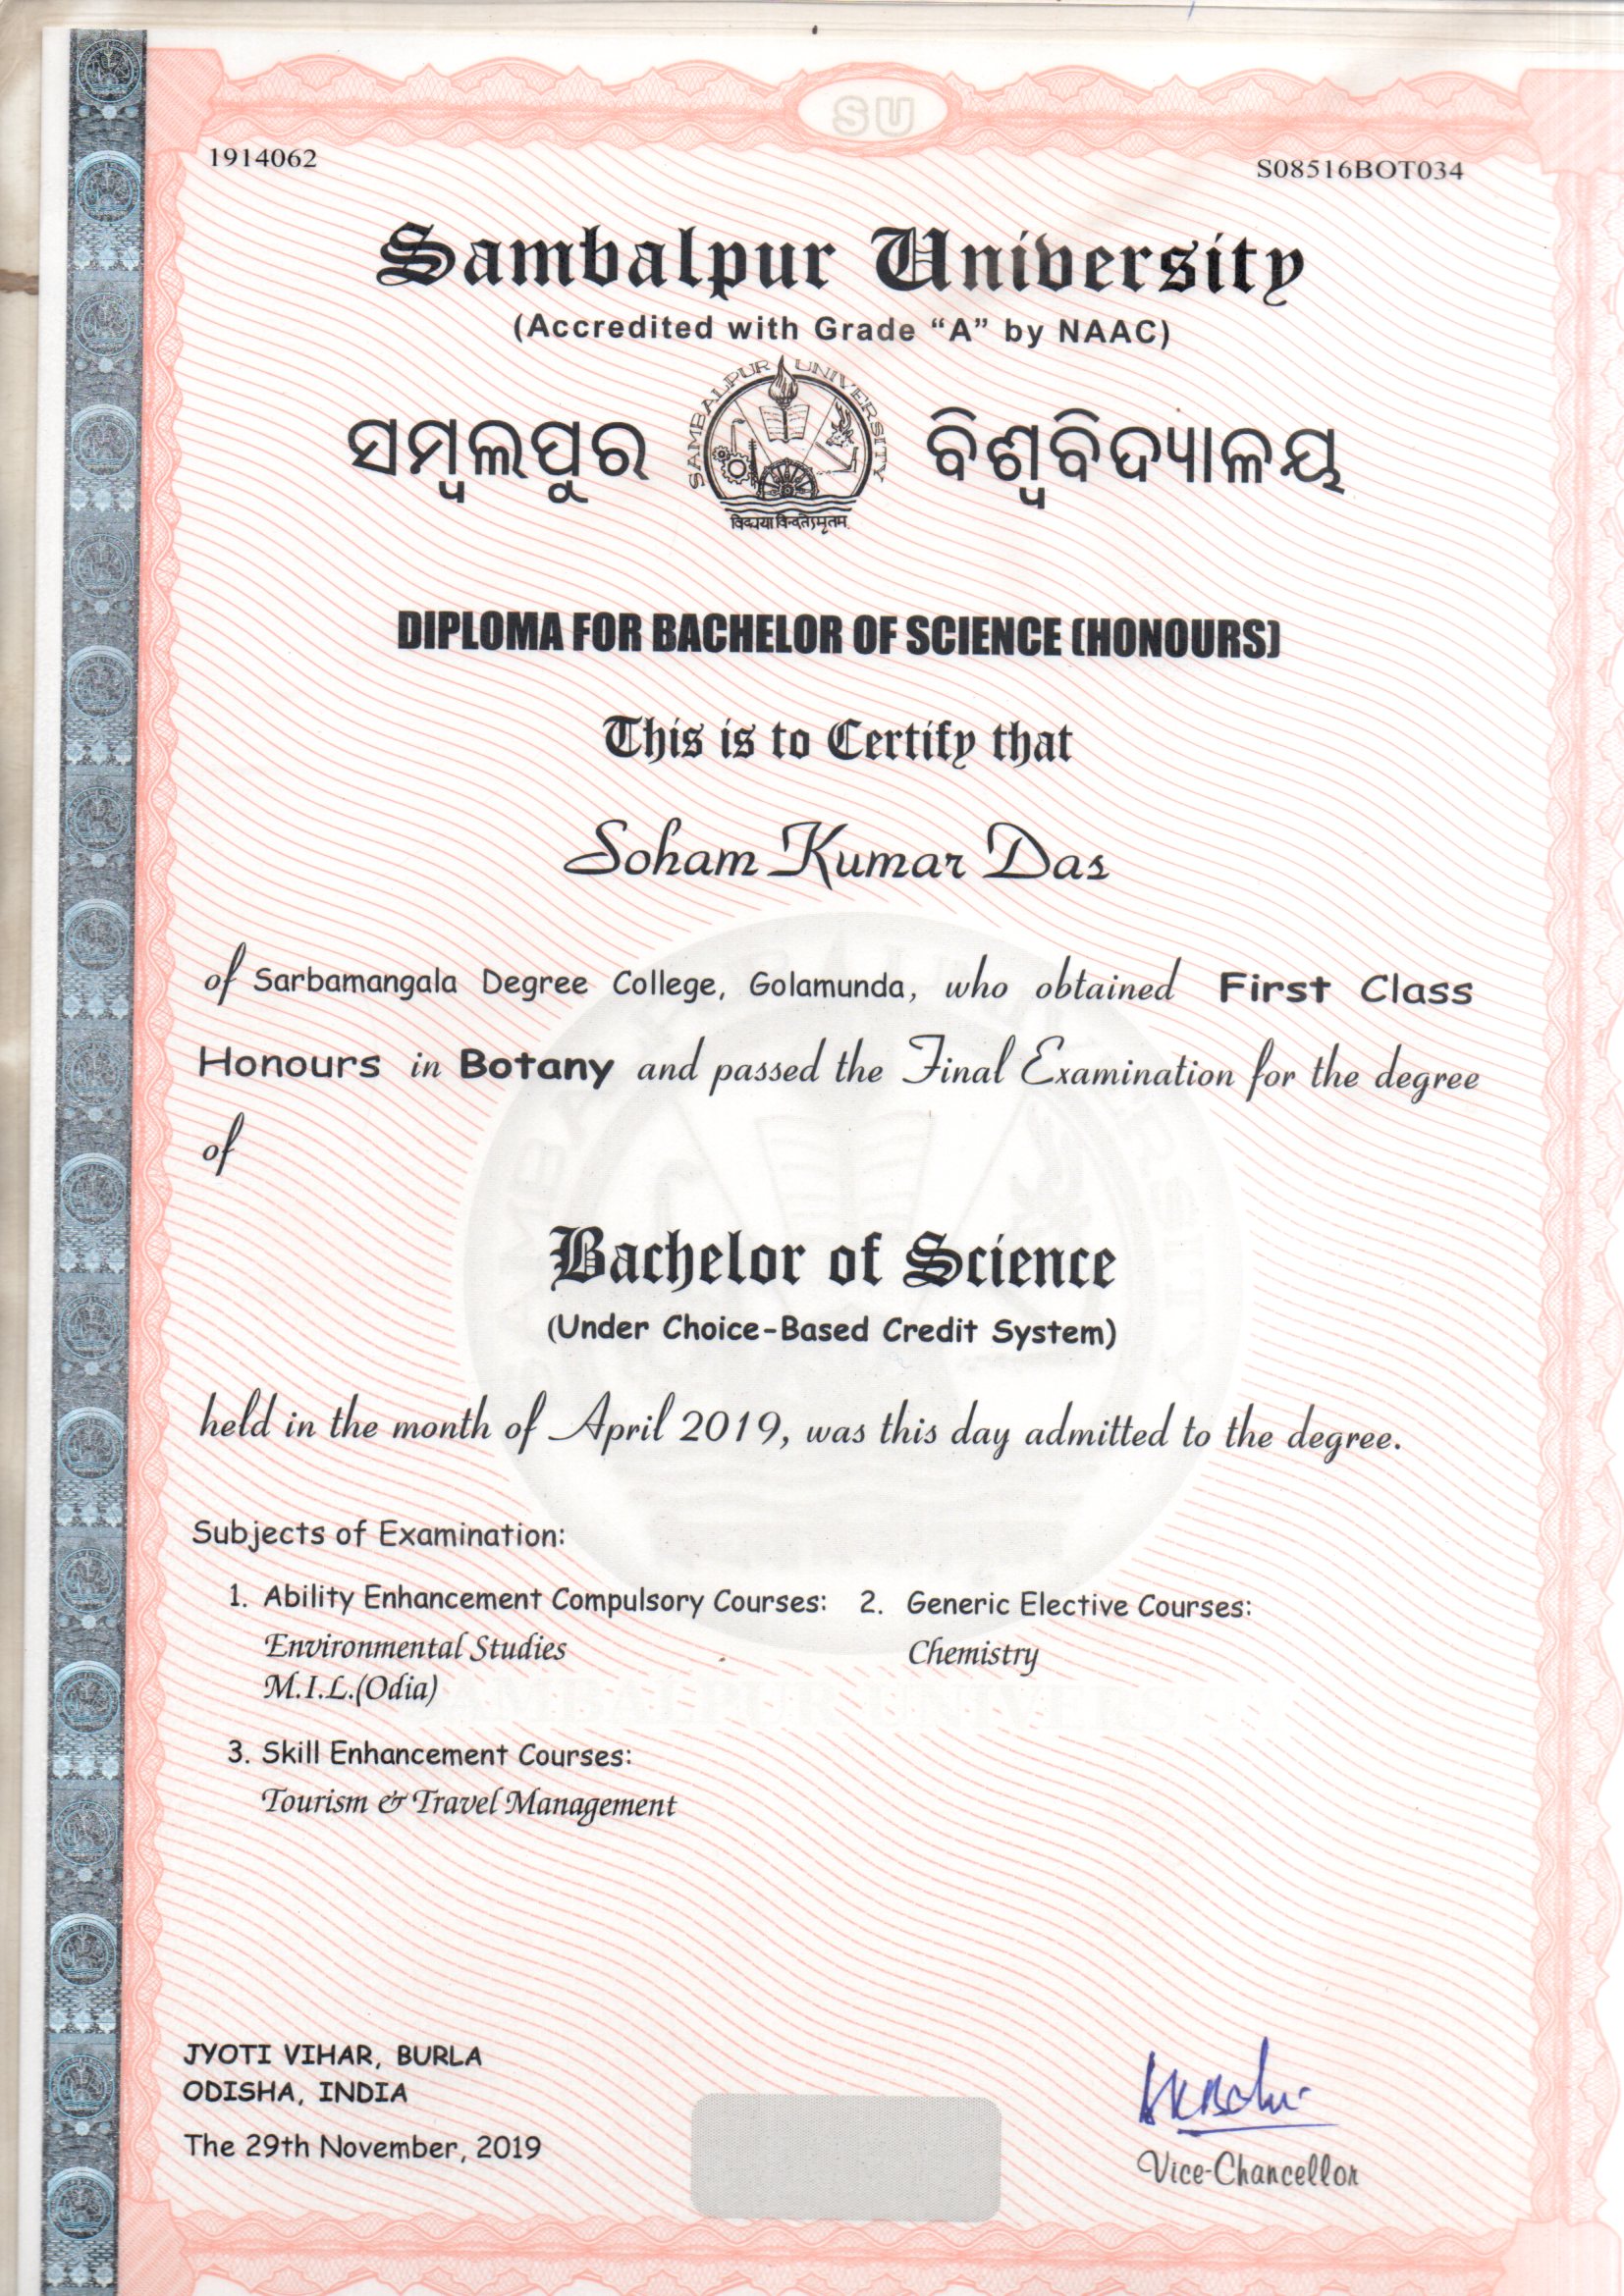 SU
1914062
S08516BOT034
Sambalpur University
(Accredited with Grade “A” by NAAC)
ସମ୍ବଲପୁର ବିଶ୍ୱବିଦ୍ୟାଳୟ
SAMBALPUR UNIVERSITY
DIPLOMA FOR BACHELOR OF SCIENCE (HONOURS)
This is to Certify that
Soham Kumar Das
of Sarbamangala Degree College, Golamunda, who obtained First Class
Honours in Botany and passed the Final Examination for the degree
of
Bachelor of Science
(Under Choice-Based Credit System)
held in the month of April 2019, was this day admitted to the degree.
Subjects of Examination:
1. Ability Enhancement Compulsory Courses: 2. Generic Elective Courses:
Environmental Studies Chemistry
M.I.L.(Odia)
3. Skill Enhancement Courses:
Tourism & Travel Management
JYOTI VIHAR, BURLA
ODISHA, INDIA
The 29th November, 2019
Vice-Chancellor